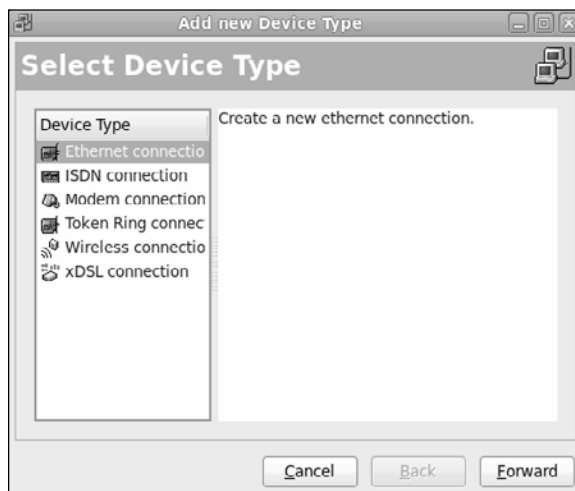 Add new Device Type
Select Device Type
Device Type
Ethernet connectio
ISDN connection
Modem connection
Token Ring connec
Wireless connectio
xDSL connection
Create a new ethernet connection.
Cancel
Back
Forward